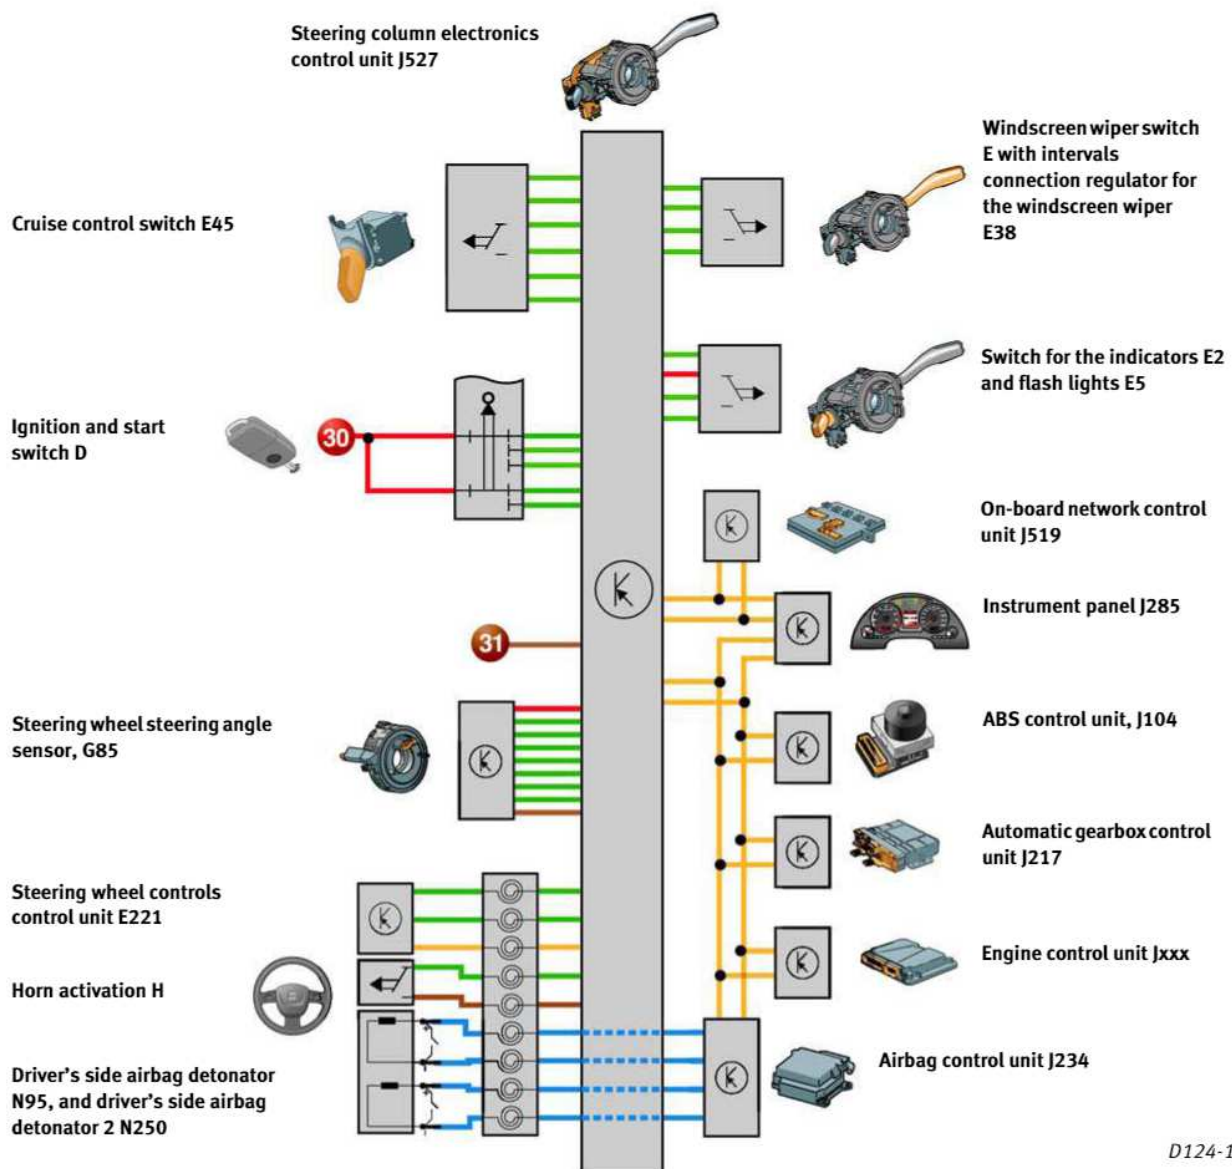 Steering column electronics
control unit J527
Windscreen wiper switch
E with intervals
connection regulator for
the windscreen wiper
E38
Cruise control switch E45
Switch for the indicators E2
and flash lights E5
Ignition and start
switch D
30
On-board network control
unit J519
Instrument panel J285
31
Steering wheel steering angle
sensor, G85
ABS control unit, J104
Automatic gearbox control
unit J217
Steering wheel controls
control unit E221
Engine control unit Jxxx
Horn activation H
Airbag control unit J234
Driver's side airbag detonator
N95, and driver's side airbag
detonator 2 N250
D124-1